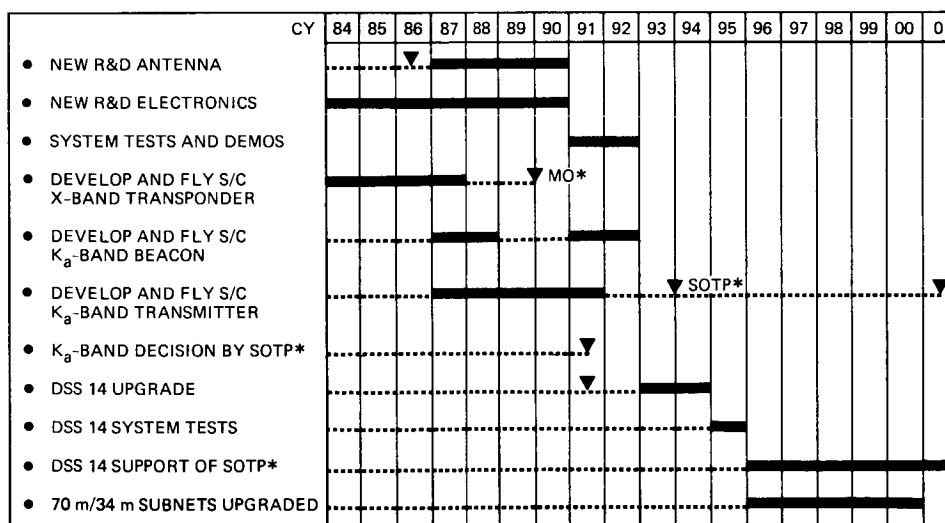 CY 84 85 86 87 88 89 90 91 92 93 94 95 96 97 98 99 00 0
• NEW R&D ANTENNA
• NEW R&D ELECTRONICS
• SYSTEM TESTS AND DEMOS
• DEVELOP AND FLY S/C MO*
X-BAND TRANSPONDER
• DEVELOP AND FLY S/C
Ka-BAND BEACON
• DEVELOP AND FLY S/C SOTP*
Ka-BAND TRANSMITTER
• Ka-BAND DECISION BY SOTP*
• DSS 14 UPGRADE
• DSS 14 SYSTEM TESTS
• DSS 14 SUPPORT OF SOTP*
• 70 m/34 m SUBNETS UPGRADED